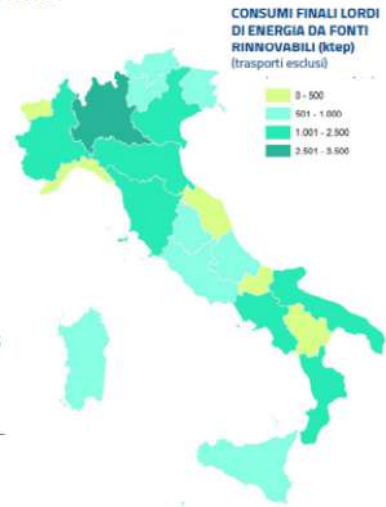 CONSUMI FINALI LORDI
DI ENERGIA DA FONTI
RINNOVABILI (ktep)
(trasporti esclusi)
0 - 500
501 - 1.000
1.001 - 2.500
2.501 - 3.500